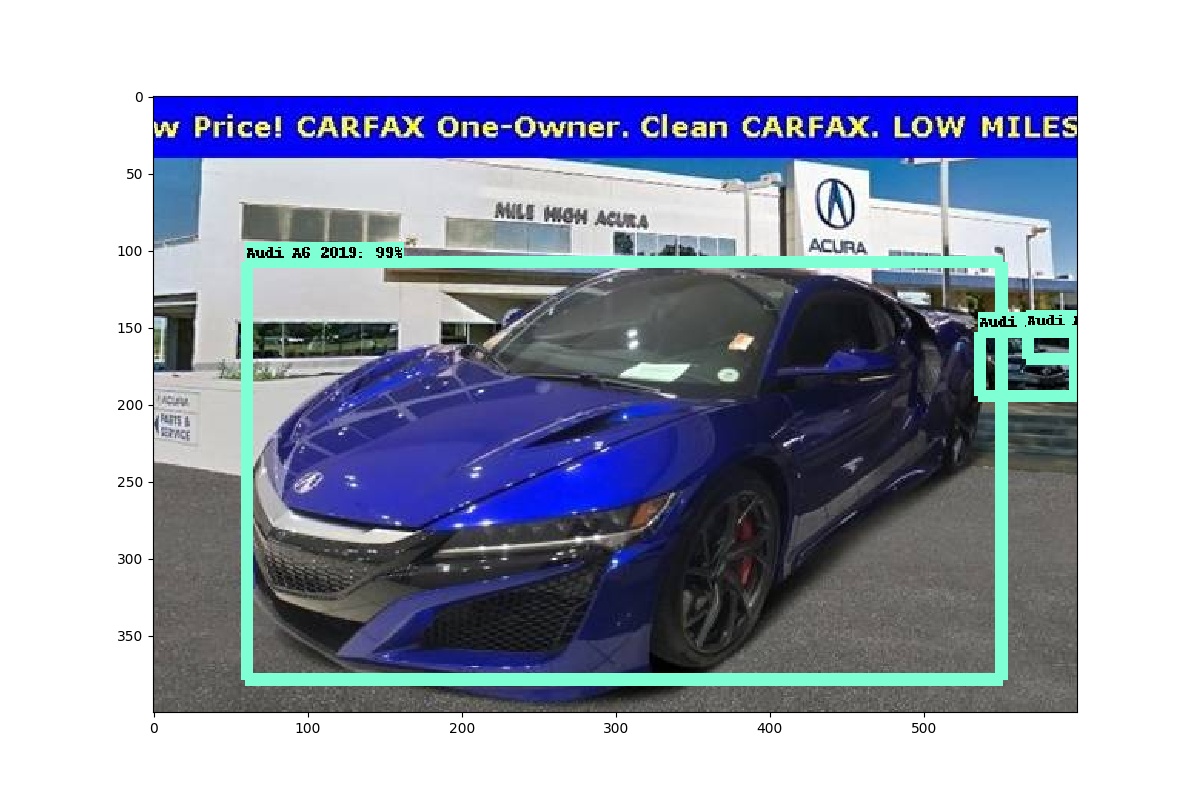 0
w Price! CARFAX One-Owner. Clean CARFAX. LOW MILES
50
MILE HIGH ACURA
ACURA
100
Audi A6 2019: 99%
150
Audi
Audi A
200
ACURA
PARTS &
SERVICE
250
300
350
0
100
200
300
400
500